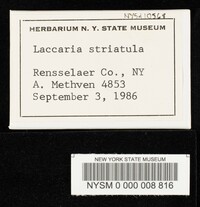 HERBARIUM N. Y. STATE MUSEUM
Laccaria striatula
Rensselaer Co., NY
A. Methven 4853
September 3, 1986
NEW YORK STATE MUSEUM
NYSM 0 000 008 816